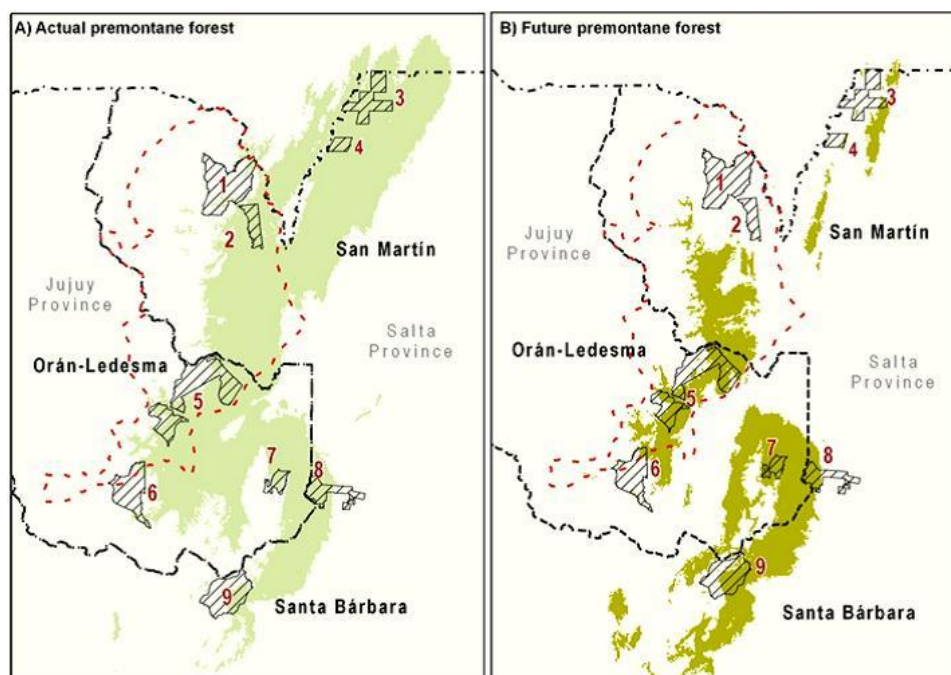 A) Actual premontane forest
3
4
1
2
San Martín
Jujuy
Province
Salta
Province
Orán-Ledesma
5
7
8
6
9
Santa Bárbara
B) Future premontane forest
3
4
1
2
San Martín
Jujuy
Province
Orán-Ledesma
Salta
Province
5
7
8
6
9
Santa Bárbara